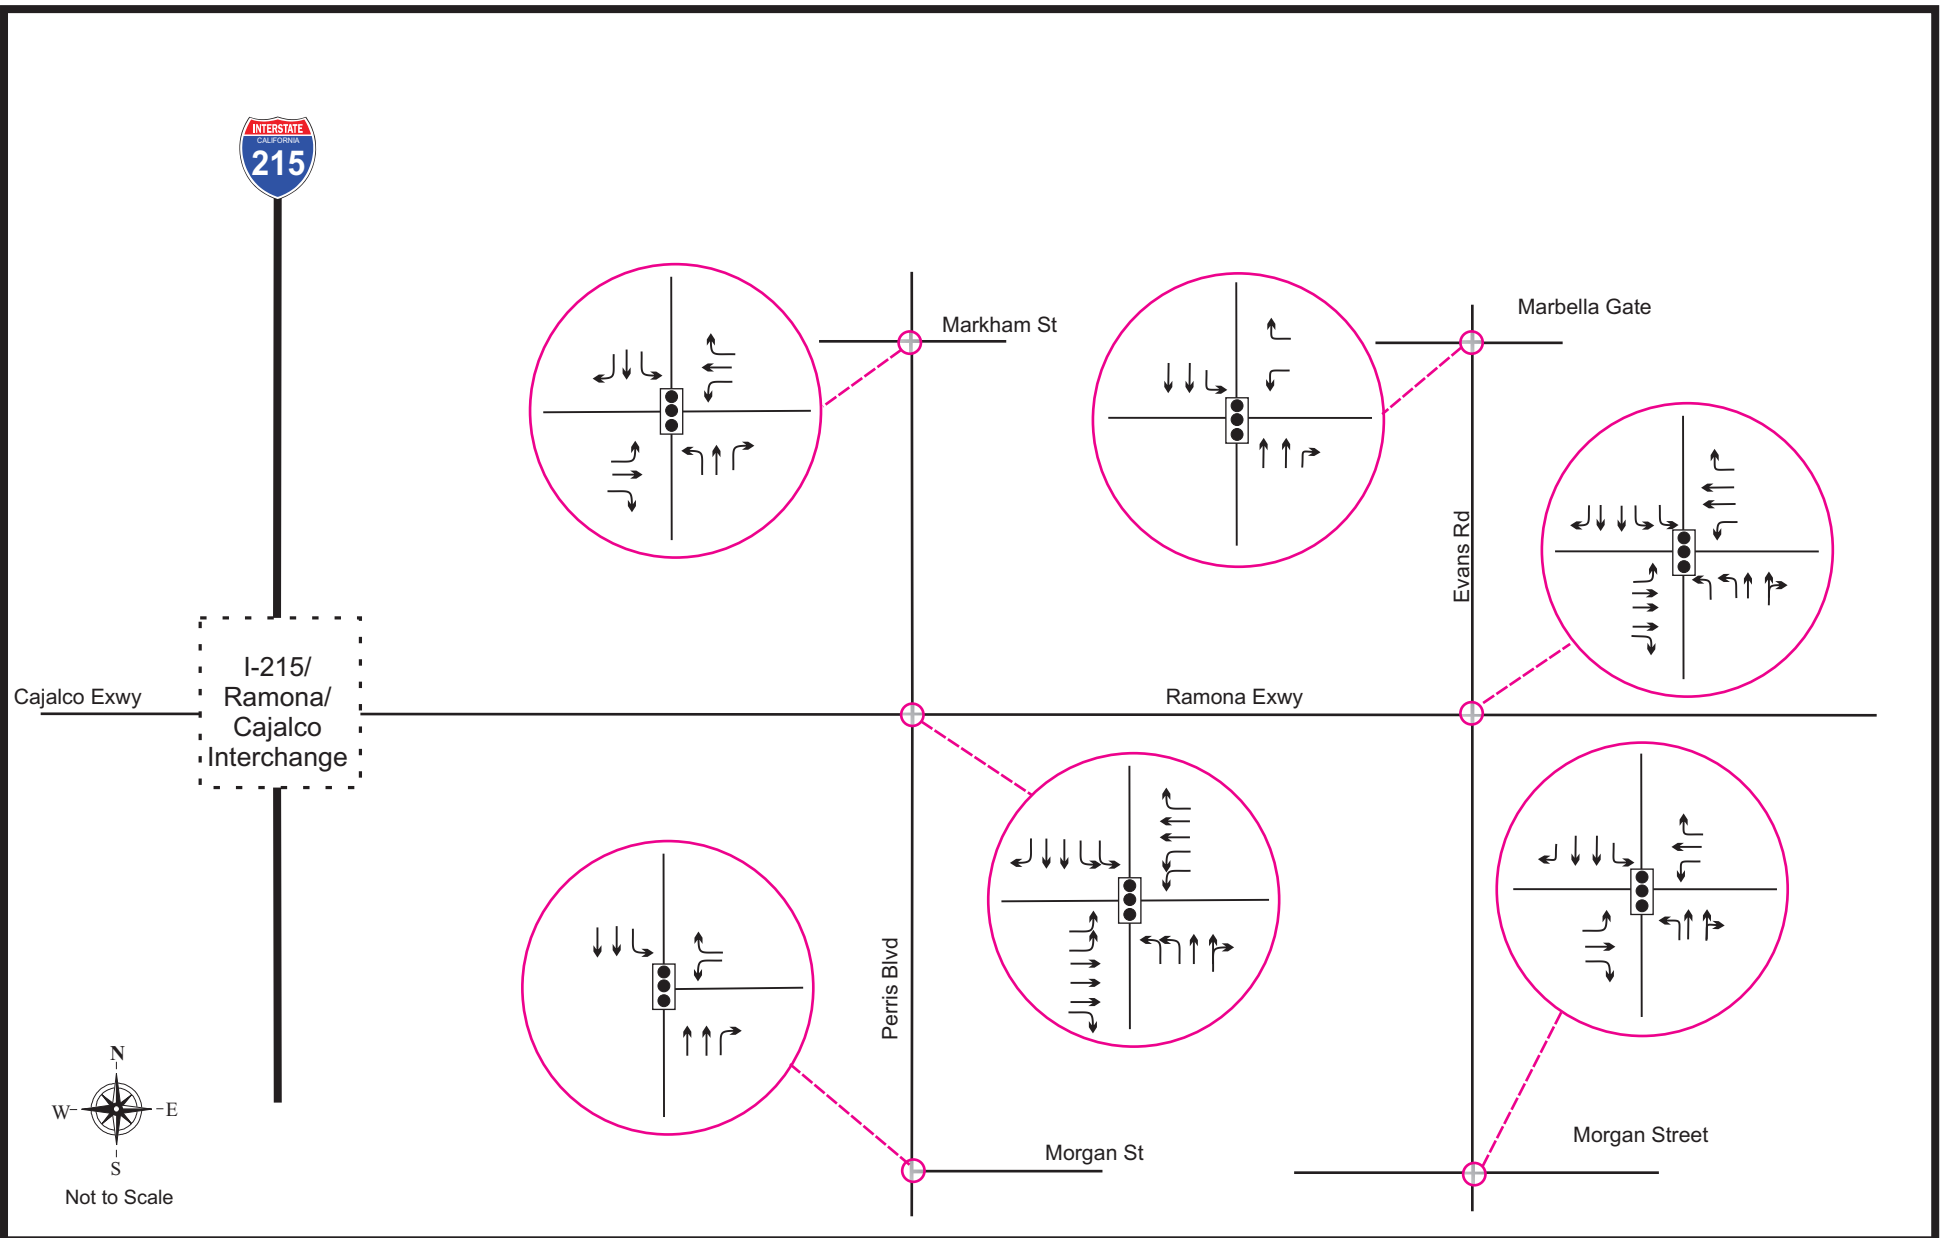 INTERSTATE
CALIFORNIA
215
Markham St
Marbella Gate
Evans Rd
I-215/
Ramona/
Cajalco
Interchange
Cajalco Exwy
Ramona Exwy
Perris Blvd
N
W
E
S
Not to Scale
Morgan St
Morgan Street